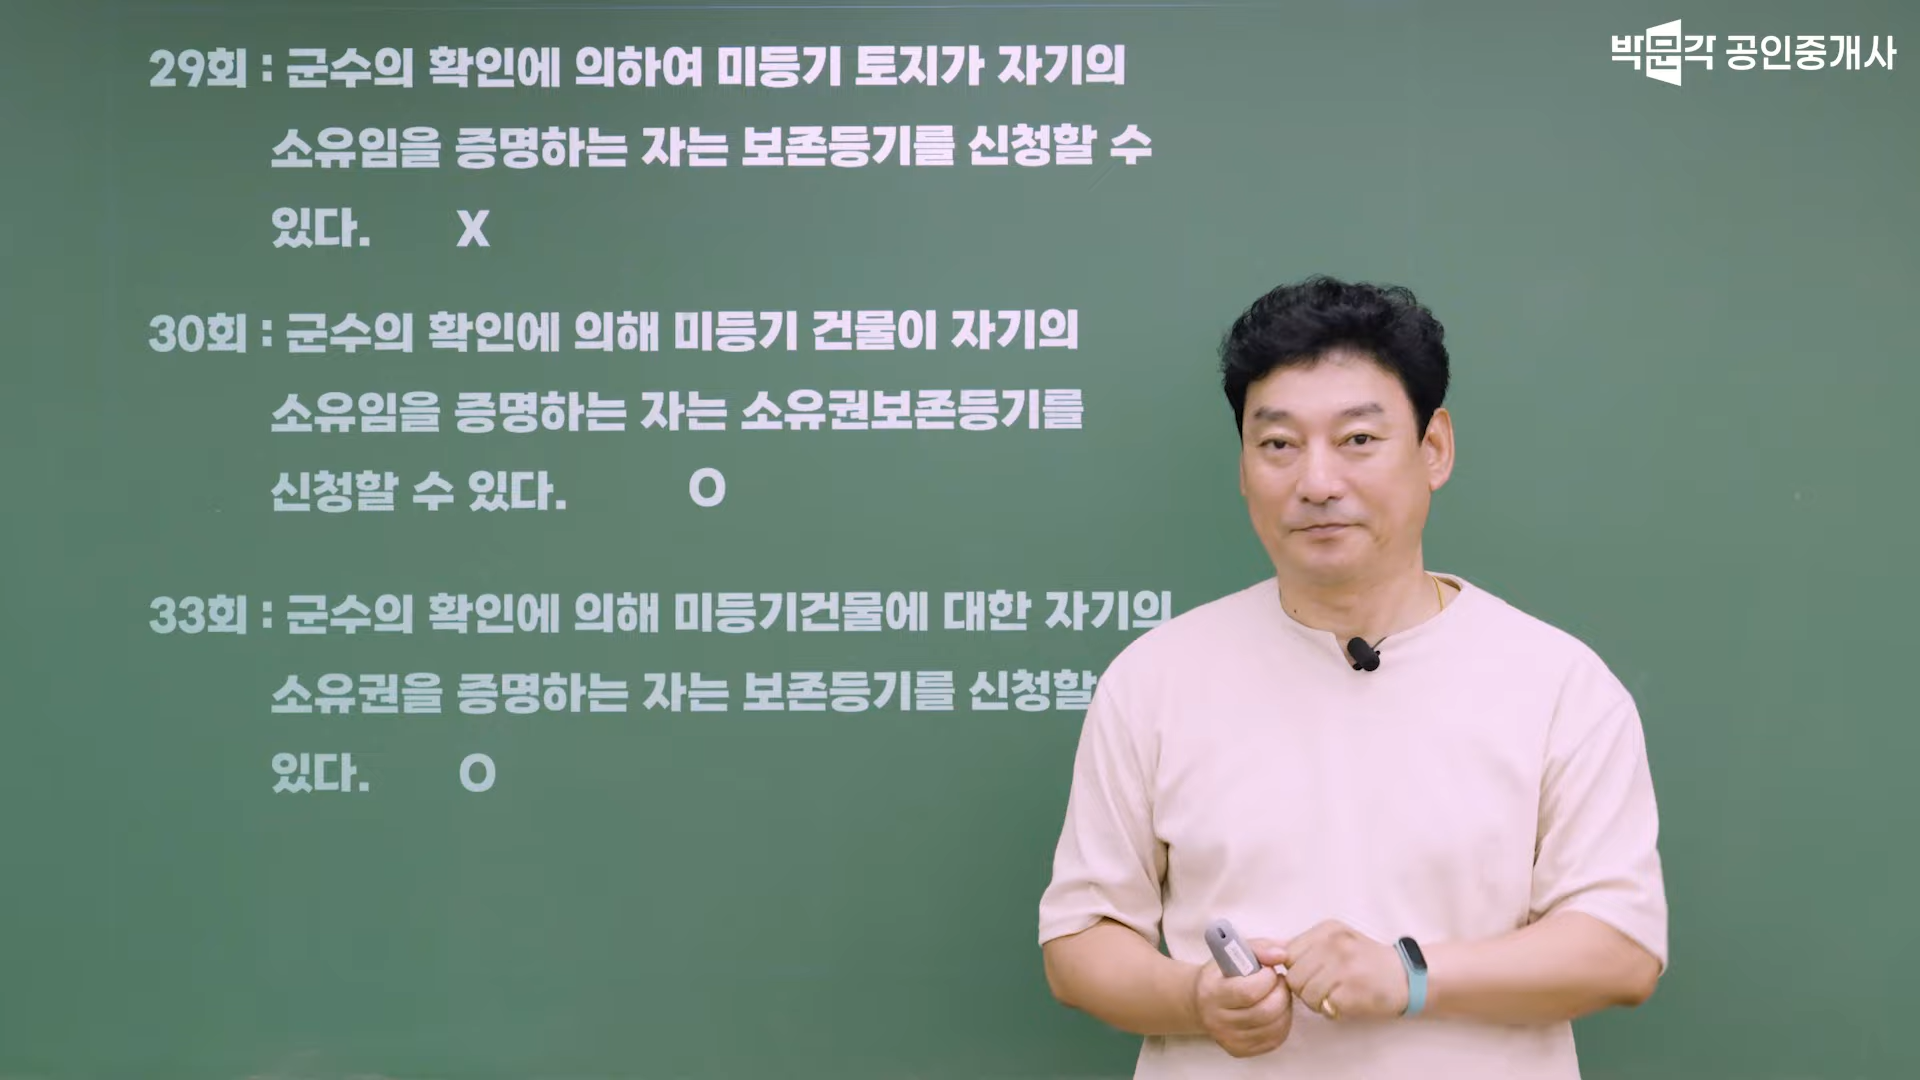 박문각 공인중개사
29회 : 군수의 확인에 의하여 미등기 토지가 자기의
소유임을 증명하는 자는 보존등기를 신청할 수
있다. X
30회 : 군수의 확인에 의해 미등기 건물이 자기의
소유임을 증명하는 자는 소유권보존등기를
신청할 수 있다. O
33회 : 군수의 확인에 의해 미등기건물에 대한 자기의
소유권을 증명하는 자는 보존등기를 신청할
있다. O